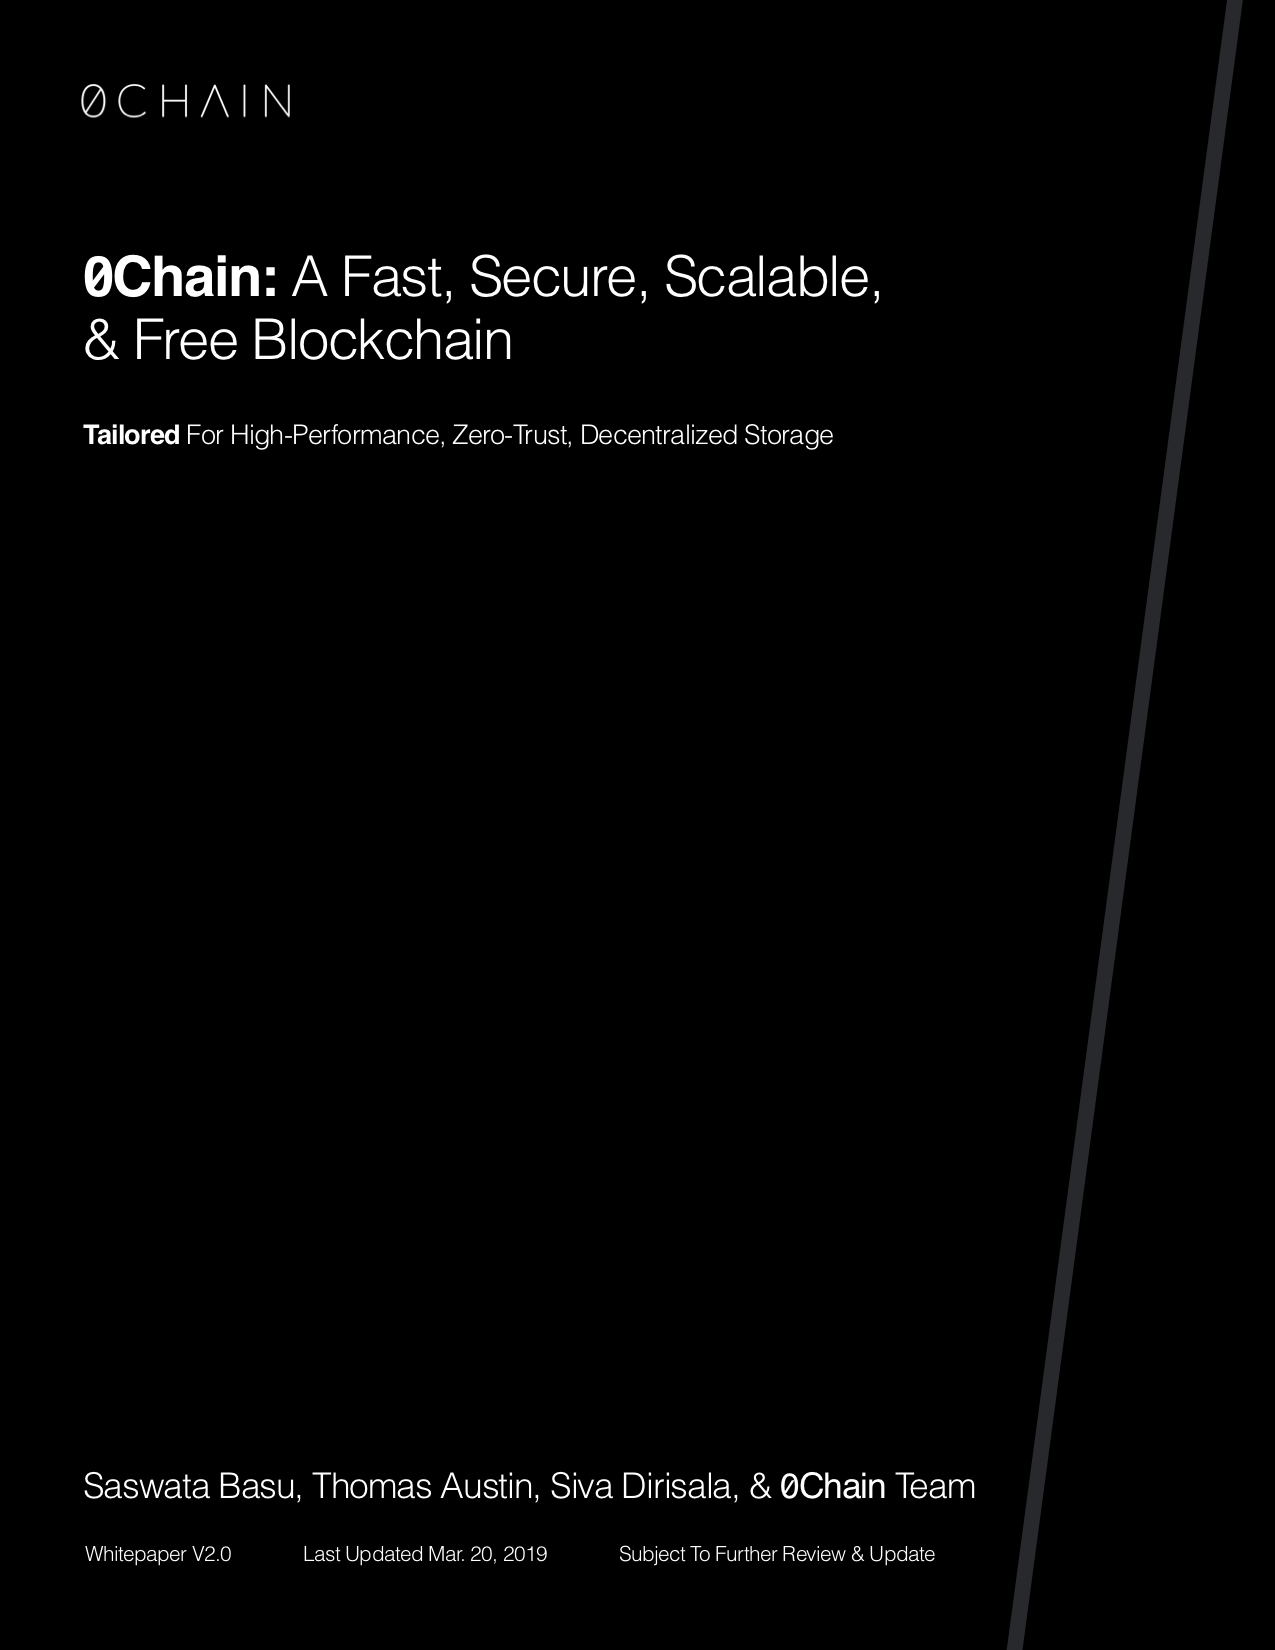 0CHAIN
0Chain: A Fast, Secure, Scalable,
& Free Blockchain
Tailored For High-Performance, Zero-Trust, Decentralized Storage
Saswata Basu, Thomas Austin, Siva Dirisala, & 0Chain Team
Whitepaper V2.0 Last Updated Mar. 20, 2019 Subject To Further Review & Update